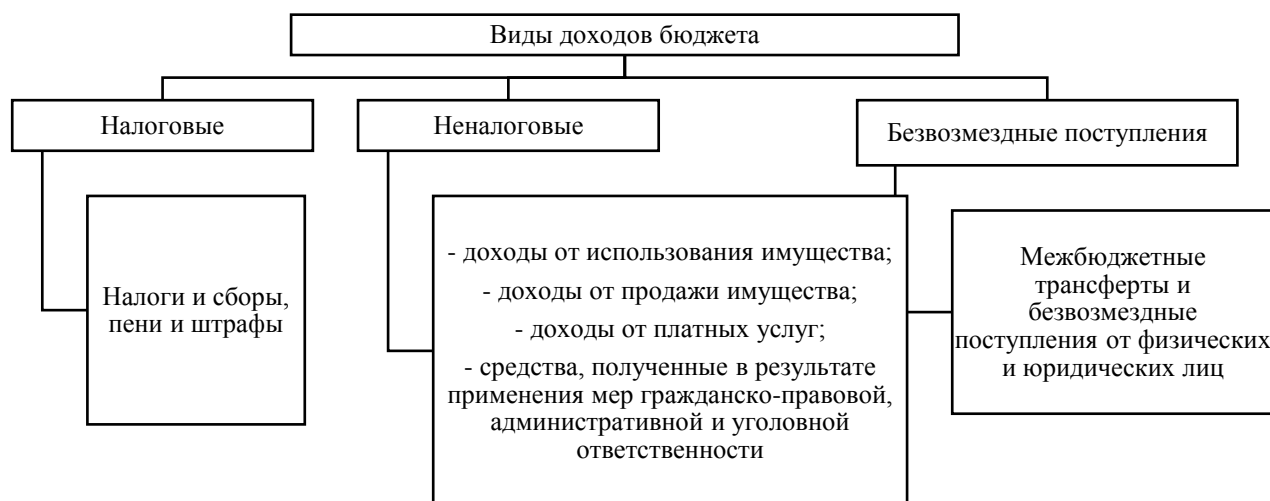 Виды доходов бюджета
Налоговые
Неналоговые
Безвозмездные поступления
Налоги и сборы,
пени и штрафы
- доходы от использования имущества;
- доходы от продажи имущества;
- доходы от платных услуг;
- средства, полученные в результате
применения мер гражданско-правовой,
административной и уголовной
ответственности
Межбюджетные
трансферты и
безвозмездные
поступления от физических
и юридических лиц